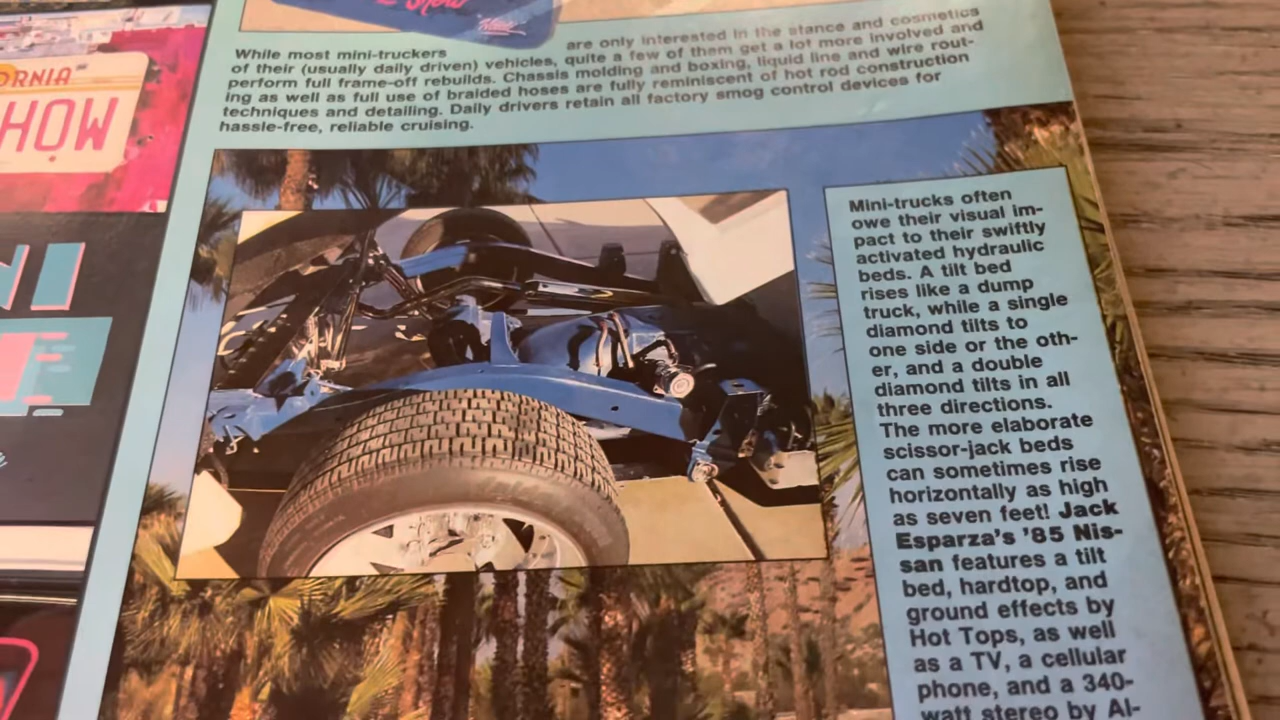 Show
ORNIA
HOW
While most mini-truckers are only interested in the stance and cosmetics
of their (usually daily driven) vehicles, quite a few of them get a lot more involved and
perform full frame-off rebuilds. Chassis molding and boxing, liquid line and wire rout-
ing as well as full use of braided hoses are fully reminiscent of hot rod construction
techniques and detailing. Daily drivers retain all factory smog control devices for
hassle-free, reliable cruising.
Mini-trucks often
owe their visual im-
pact to their swiftly
activated hydraulic
beds. A tilt bed
rises like a dump
truck, while a single
diamond tilts to
one side or the oth-
er, and a double
diamond tilts in all
three directions.
The more elaborate
scissor-jack beds
can sometimes rise
horizontally as high
as seven feet! Jack
Esparza's '85 Nis-
san features a tilt
bed, hardtop, and
ground effects by
Hot Tops, as well
as a TV, a cellular
phone, and a 340-
watt stereo by Al-